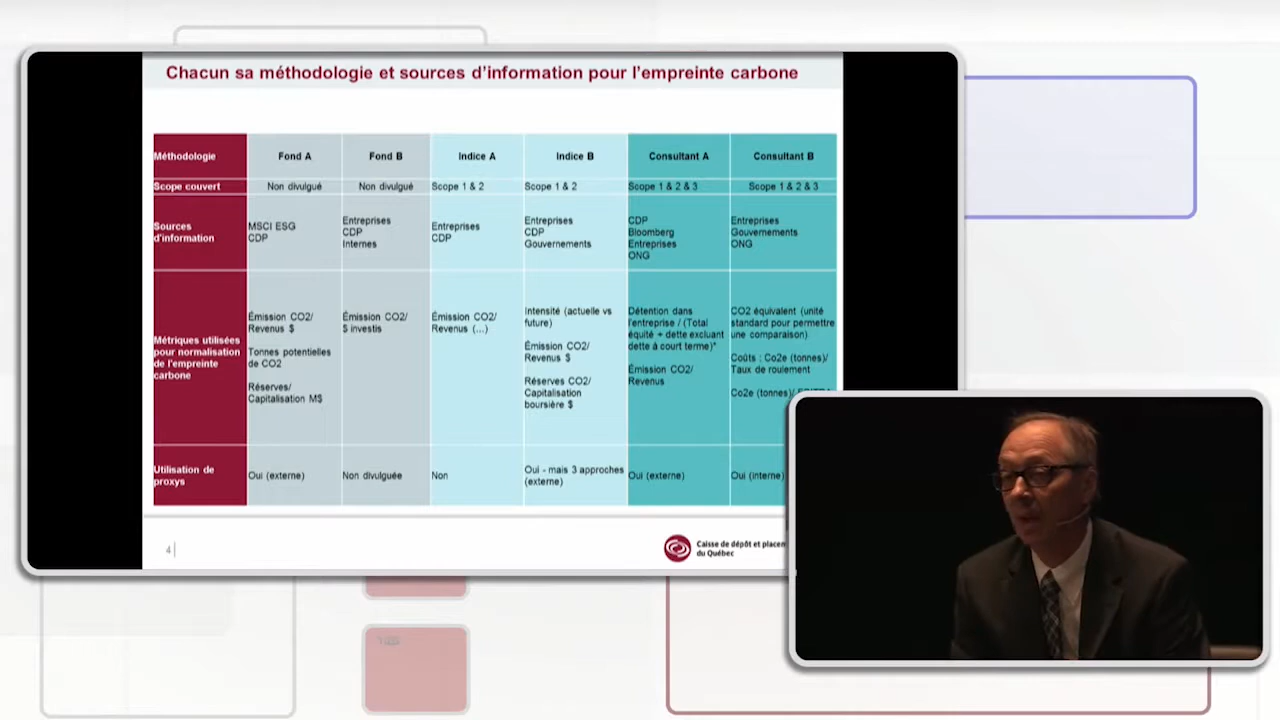 Chacun sa méthodologie et sources d'information pour l'empreinte carbone
Méthodologie
Fond A
Fond B
Indice A
Indice B
Consultant A
Consultant B
Scope couvert
Non divulgué
Non divulgué
Scope 1 & 2
Scope 1 & 2
Scope 1 & 2 & 3
Scope 1 & 2 & 3
Sources
d'information
MSCI ESG
CDP
Entreprises
CDP
Internes
Entreprises
CDP
Entreprises
CDP
Gouvernements
CDP
Bloomberg
Entreprises
ONG
Entreprises
Gouvernements
ONG
Métriques utilisées
pour normalisation
de l'empreinte
carbone
Émission CO2/
Revenus $
Tonnes potentielles
de CO2
Réserves/
Capitalisation M$
Émission CO2/
$ investis
Émission CO2/
Revenus (...)
Intensité (actuelle vs
future)
Émission CO2/
Revenus $
Réserves CO2/
Capitalisation
boursière $
Détention dans
l'entreprise / (Total
équité + dette excluant
dette à court terme)*
Émission CO2/
Revenus
CO2 équivalent (unité
standard pour permettre
une comparaison)
Coûts : Co2e (tonnes)/
Taux de roulement
Co2e (tonnes)/
Utilisation de
proxys
Oui (externe)
Non divulguée
Non
Oui - mais 3 approches
(externe)
Oui (externe)
Oui (interne)
4
Caisse de dépôt et
du Québec